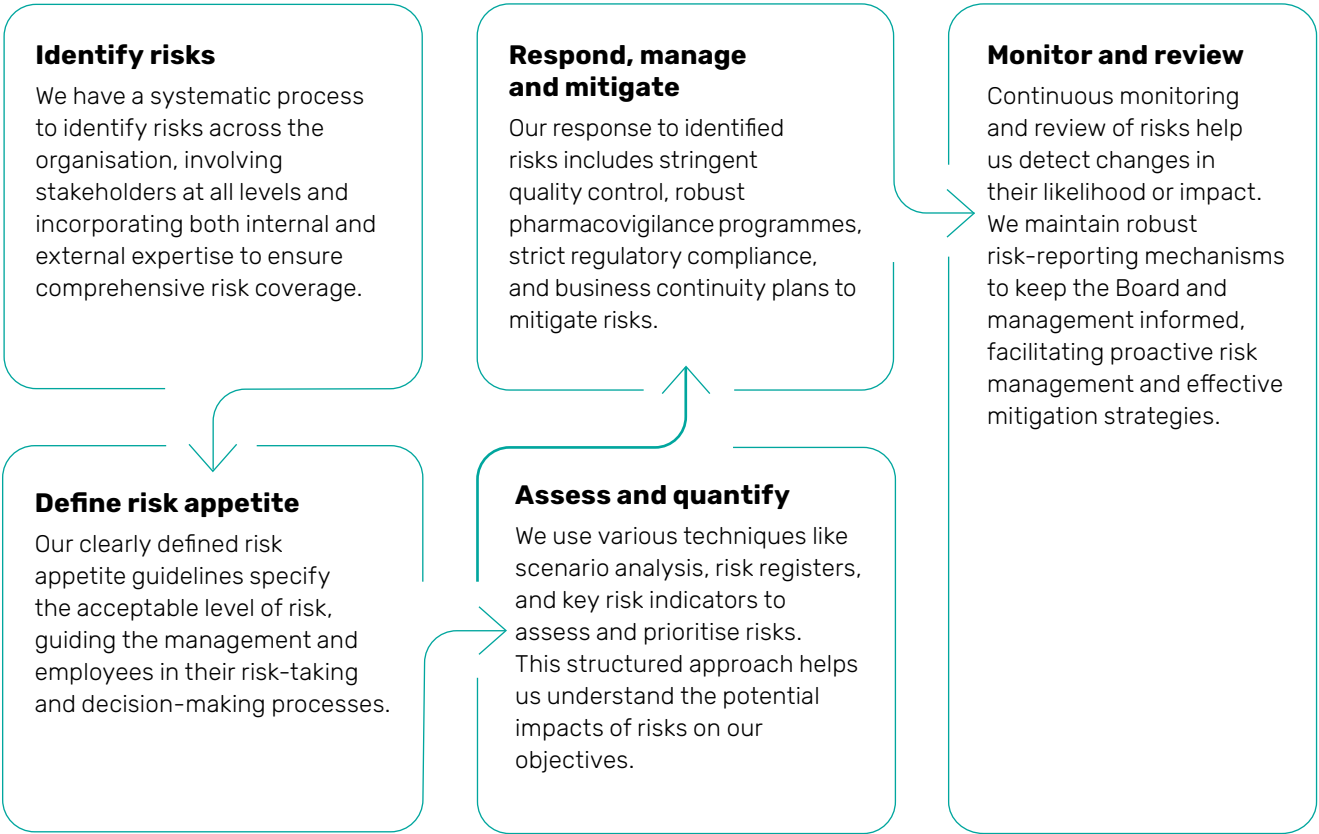 Identify risks
We have a systematic process
to identify risks across the
organisation, involving
stakeholders at all levels and
incorporating both internal and
external expertise to ensure
comprehensive risk coverage.
Define risk appetite
Our clearly defined risk
appetite guidelines specify
the acceptable level of risk,
guiding the management and
employees in their risk-taking
and decision-making processes.
Assess and quantify
We use various techniques like
scenario analysis, risk registers,
and key risk indicators to
assess and prioritise risks.
This structured approach helps
us understand the potential
impacts of risks on our
objectives.
Respond, manage
and mitigate
Our response to identified
risks includes stringent
quality control, robust
pharmacovigilance programmes,
strict regulatory compliance,
and business continuity plans to
mitigate risks.
Monitor and review
Continuous monitoring
and review of risks help
us detect changes in
their likelihood or impact.
We maintain robust
risk-reporting mechanisms
to keep the Board and
management informed,
facilitating proactive risk
management and effective
mitigation strategies.